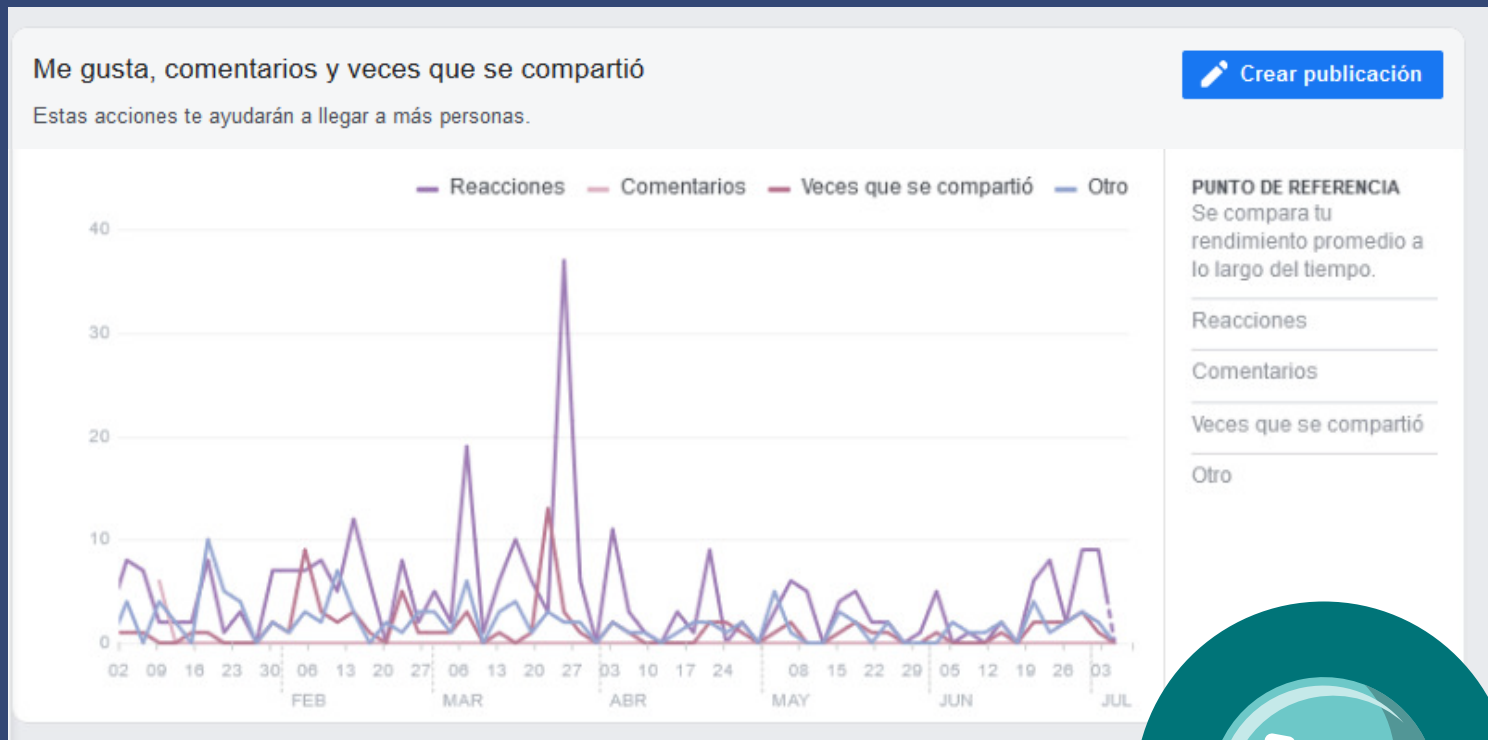 Me gusta, comentarios y veces que se compartió
Crear publicación
Estas acciones te ayudarán a llegar a más personas.
Reacciones Comentarios Veces que se compartió Otro
40
30
20
10
0
02 09 16 23 30 06 13 20 27 06 13 20 27 03 10 17 24 08 15 22 29 05 12 19 26 03
FEB MAR ABR MAY JUN JUL
PUNTO DE REFERENCIA
Se compara tu
rendimiento promedio a
lo largo del tiempo.
Reacciones
Comentarios
Veces que se compartió
Otro